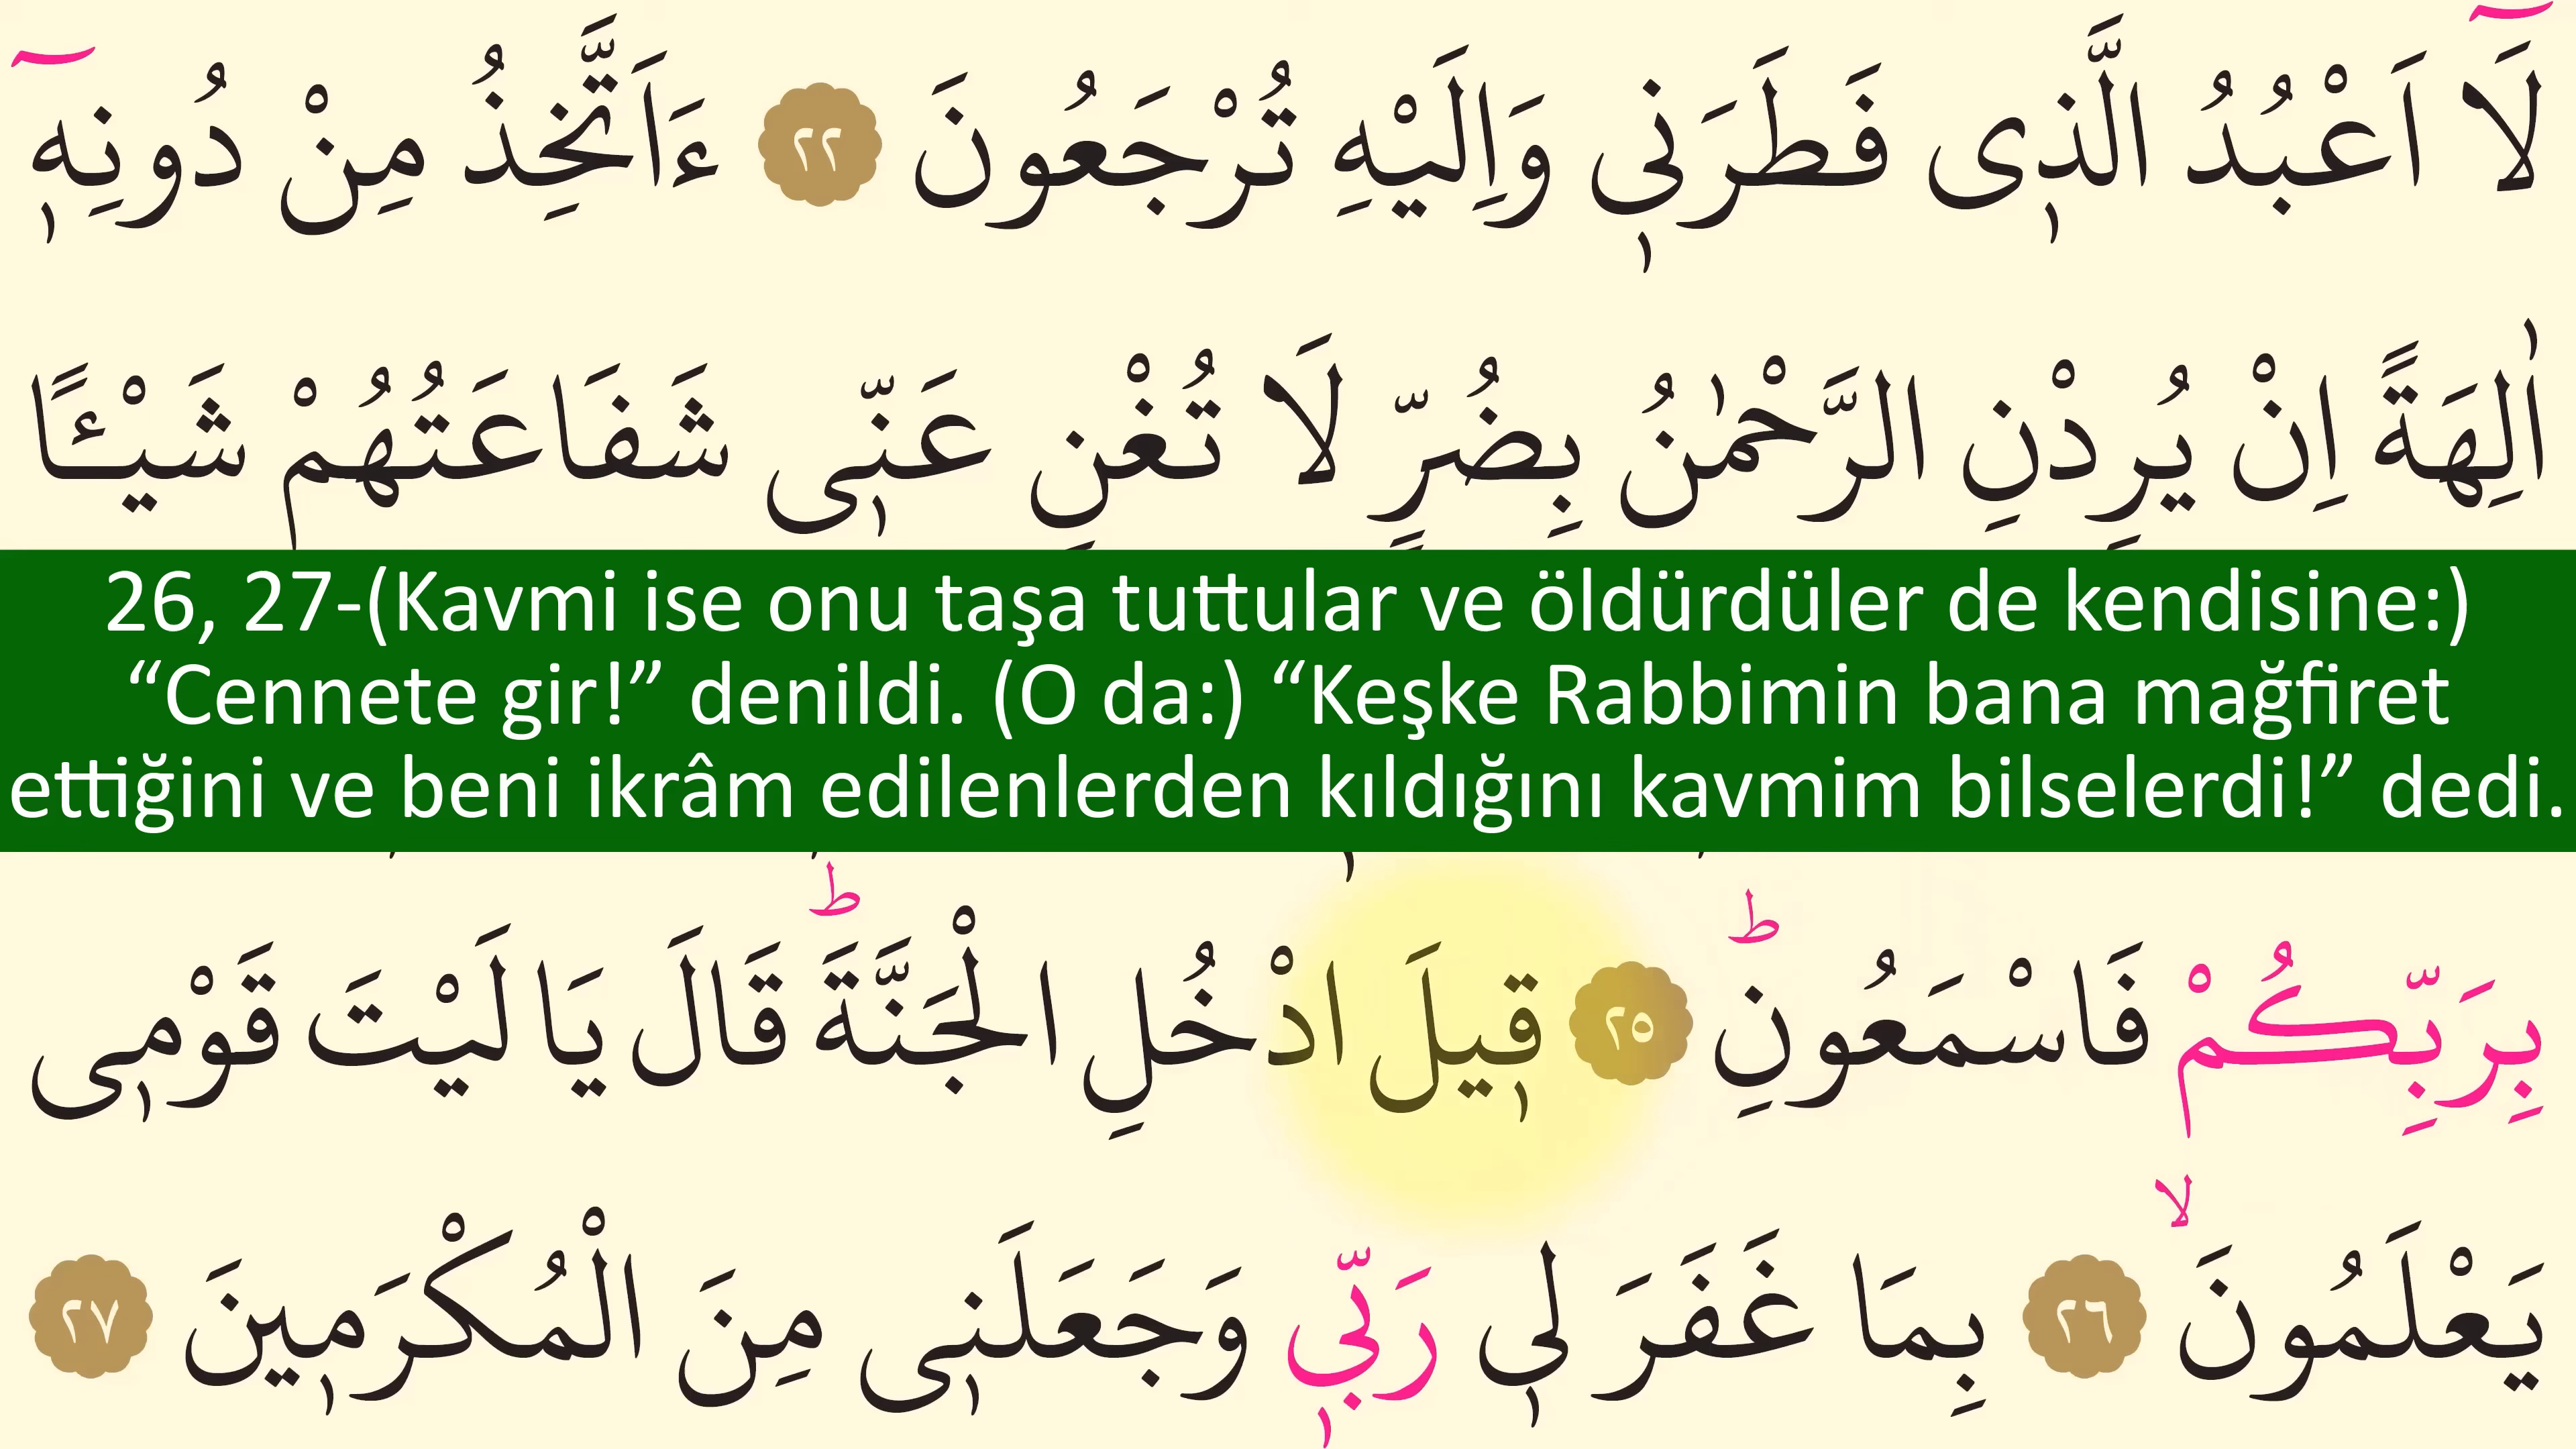 لَٓا اَعْبُدُ الَّذ۪ى فَطَرَن۪ى وَاِلَيْهِ تُرْجَعُونَ ﴿٢٢﴾ ءَاَتَّخِذُ مِنْ دُونِه۪ٓ
اٰلِهَةً اِنْ يُرِدْنِ الرَّحْمٰنُ بِضُرٍّ لَا تُغْنِ عَنّ۪ى شَفَاعَتُهُمْ شَيْـًٔا
26, 27-(Kavmi ise onu taşa tuttular ve öldürdüler de kendisine:)
“Cennete gir!” denildi. (O da:) “Keşke Rabbimin bana mağfiret
ettiğini ve beni ikrâm edilenlerden kıldığını kavmim bilselerdi!” dedi.
بِرَبِّكُمْ فَاسْمَعُونِۜ ﴿٢٥﴾ ق۪يلَ ادْخُلِ الْجَنَّةَۜ قَالَ يَا لَيْتَ قَوْم۪ى
يَعْلَمُونَۙ ﴿٢٦﴾ بِمَا غَفَرَ ل۪ى رَبّ۪ى وَجَعَلَن۪ى مِنَ الْمُكْرَم۪ينَ ﴿٢٧﴾